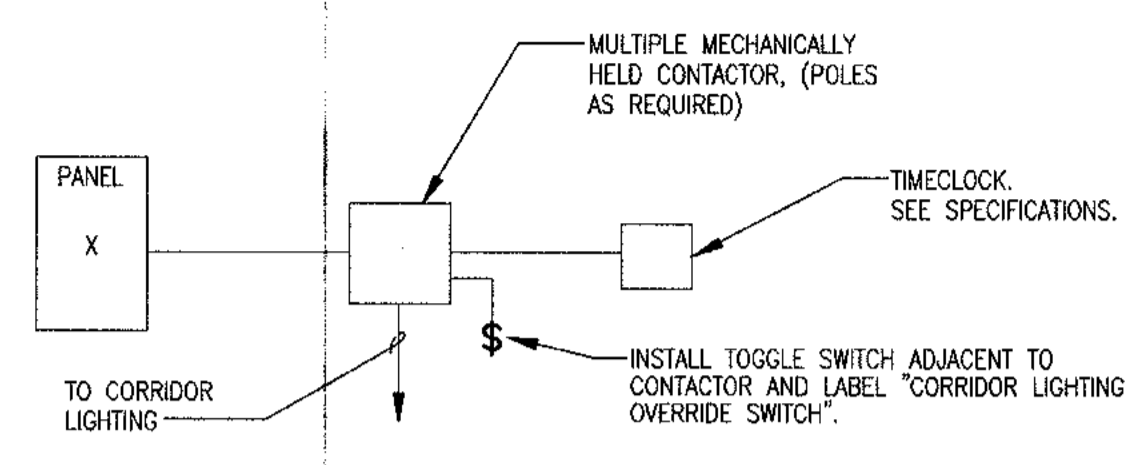 MULTIPLE MECHANICALLY
HELD CONTACTOR, (POLES
AS REQUIRED)
PANEL
X
TIMECLOCK.
SEE SPECIFICATIONS.
$
INSTALL TOGGLE SWITCH ADJACENT TO
CONTACTOR AND LABEL "CORRIDOR LIGHTING
OVERRIDE SWITCH".
TO CORRIDOR
LIGHTING